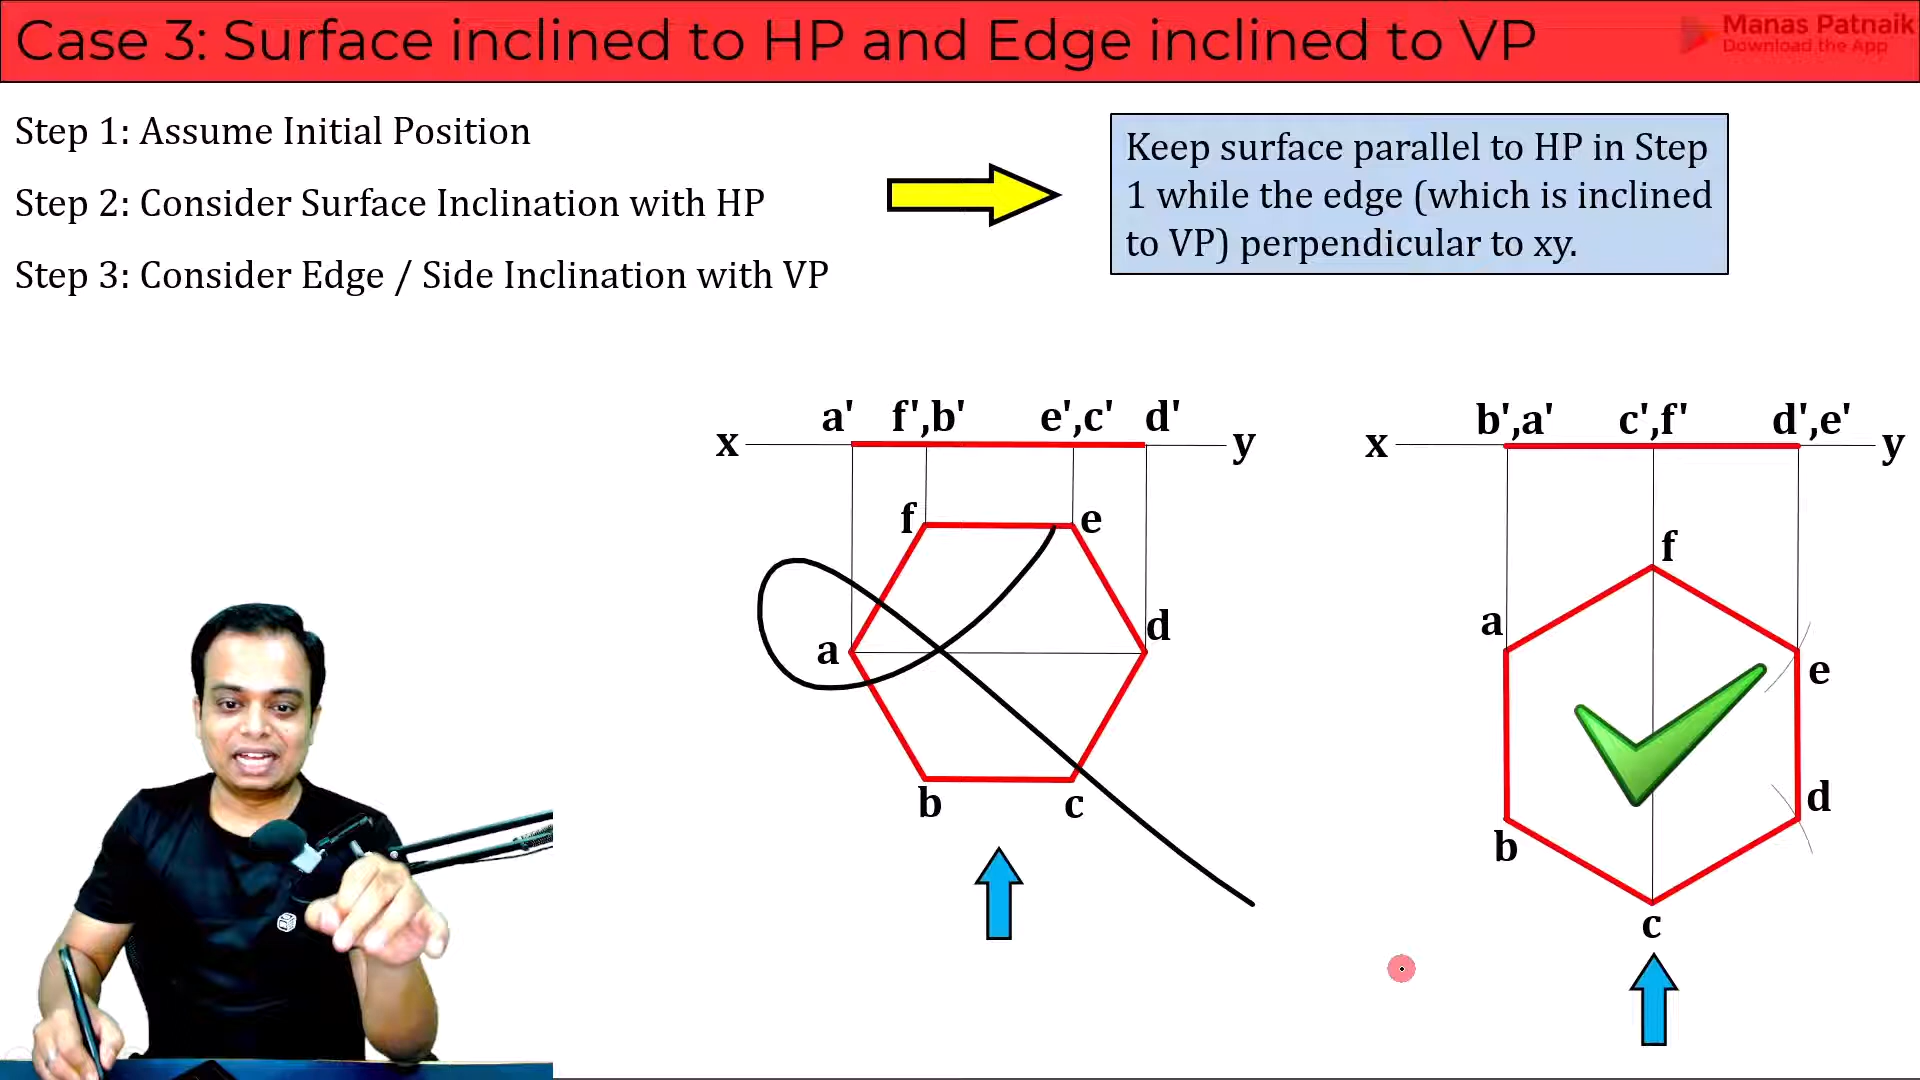 Case 3: Surface inclined to HP and Edge inclined to VP
Manas Patnaik
Download the App
Step 1: Assume Initial Position
Step 2: Consider Surface Inclination with HP
Step 3: Consider Edge / Side Inclination with VP
Keep surface parallel to HP in Step
1 while the edge (which is inclined
to VP) perpendicular to xy.
a' f',b' e',c' d'
x y
f e
a d
b c
b',a' c',f' d',e'
x y
f
a
e
d
b
c